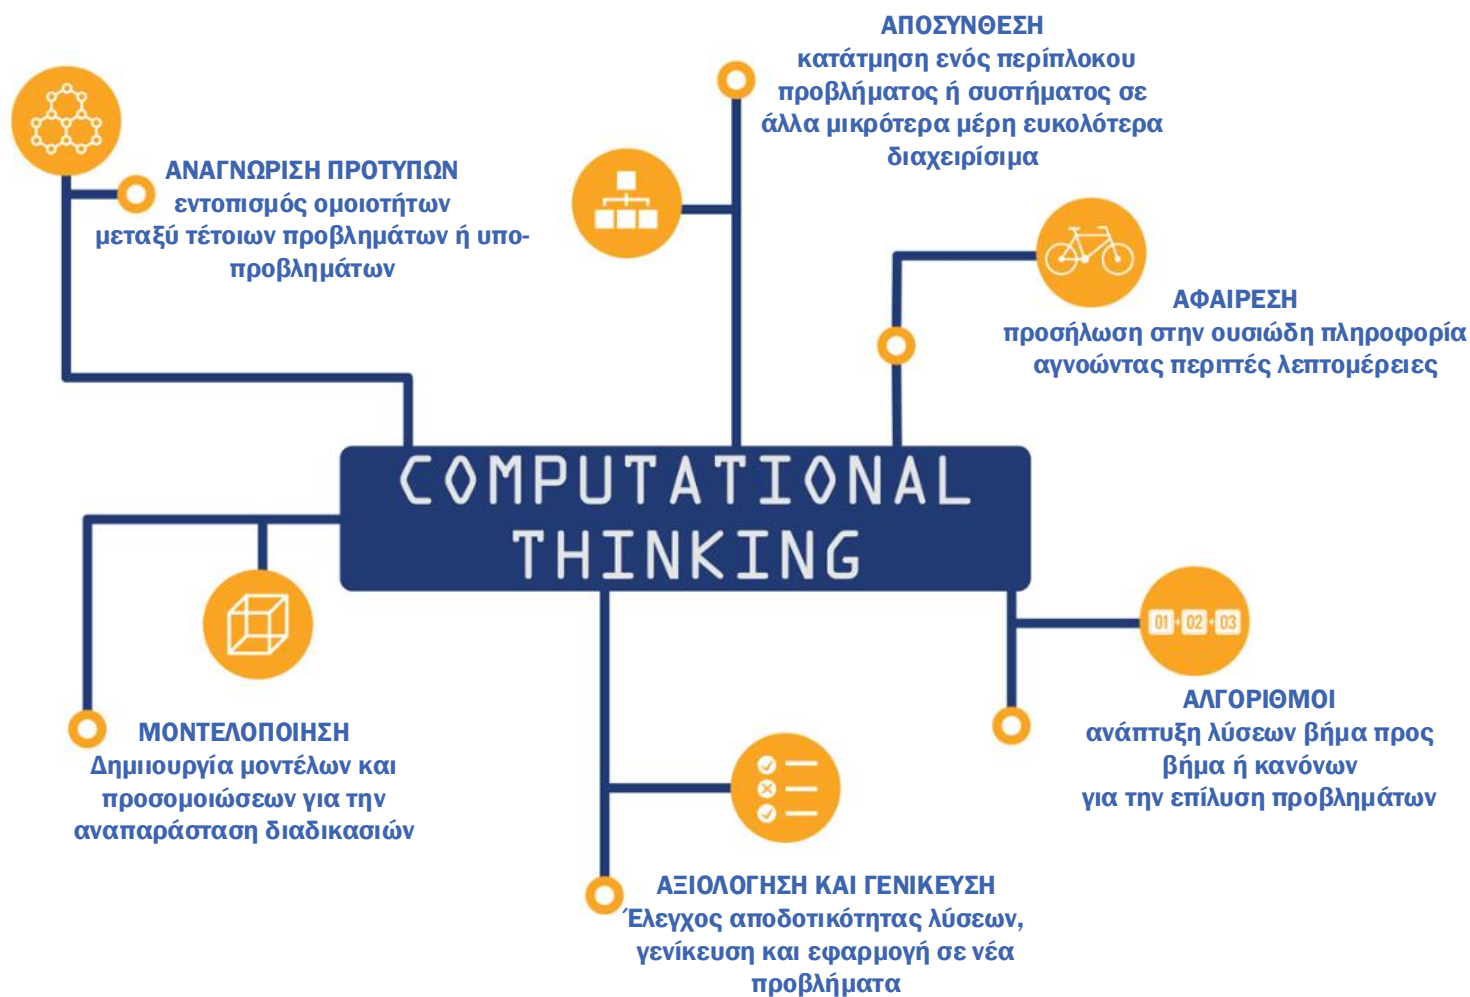 ΑΠΟΣΥΝΘΕΣΗ
κατάτμηση ενός περίπλοκου
προβλήματος ή συστήματος σε
άλλα μικρότερα μέρη ευκολότερα
διαχειρίσιμα
ΑΝΑΓΝΩΡΙΣΗ ΠΡΟΤΥΠΩΝ
εντοπισμός ομοιοτήτων
μεταξύ τέτοιων προβλημάτων ή υπο-
προβλημάτων
ΑΦΑΙΡΕΣΗ
προσήλωση στην ουσιώδη πληροφορία
αγνοώντας περιττές λεπτομέρειες
COMPUTATIONAL
THINKING
01 02 03
ΑΛΓΟΡΙΘΜΟΙ
ανάπτυξη λύσεων βήμα προς
βήμα ή κανόνων
για την επίλυση προβλημάτων
ΜΟΝΤΕΛΟΠΟΙΗΣΗ
Δημιιουργία μοντέλων και
προσομοιώσεων για την
αναπαράσταση διαδικασιών
ΑΞΙΟΛΟΓΗΣΗ ΚΑΙ ΓΕΝΙΚΕΥΣΗ
Έλεγχος αποδοτικότητας λύσεων,
γενίκευση και εφαρμογή σε νέα
προβλήματα